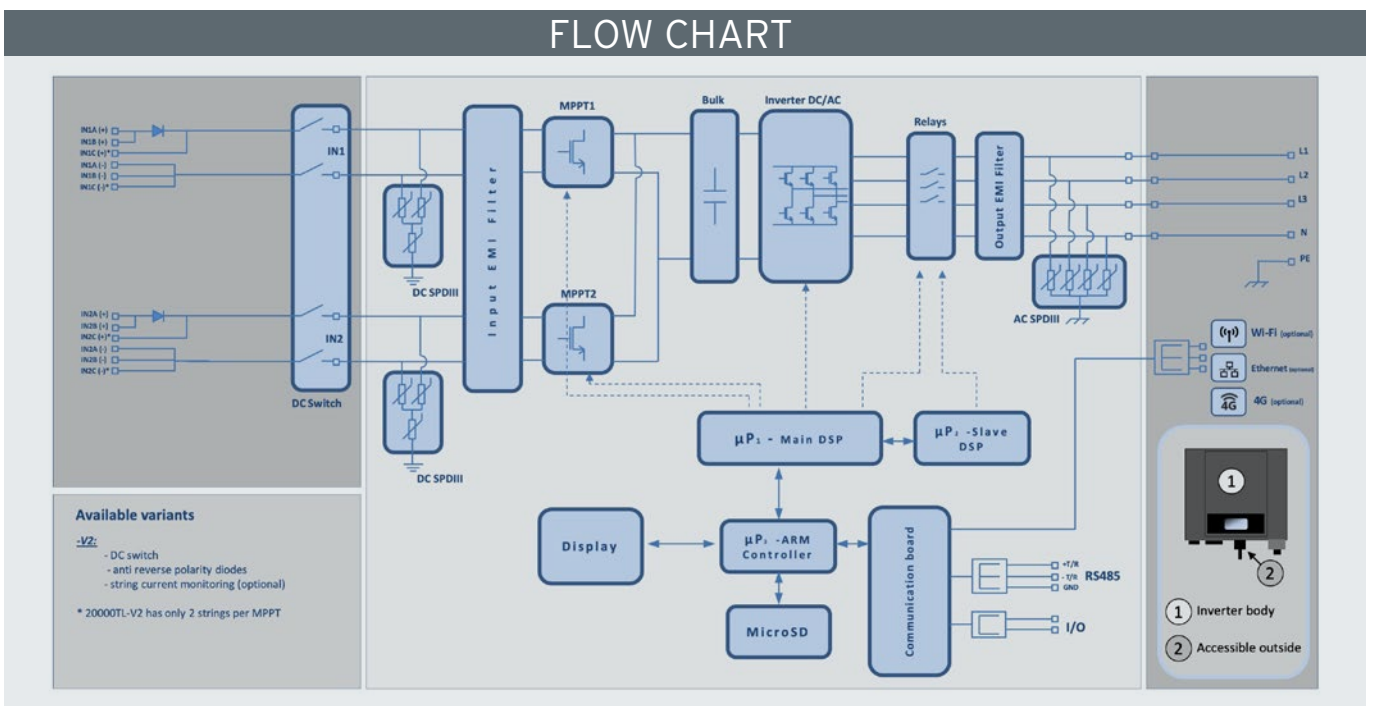 FLOW CHART
IN1A (+)
IN1B (+)
IN1C (+)*
IN1A (-)
IN1B (-)
IN1C (-)*
IN1
IN2A (+)
IN2B (+)
IN2C (+)*
IN2A (-)
IN2B (-)
IN2C (-)*
IN2
DC Switch
DC SPDIII
DC SPDIII
Input EMI Filter
MPPT1
MPPT2
Bulk
Inverter DC/AC
Relays
Output EMI Filter
AC SPDIII
L1
L2
L3
N
PE
Wi-Fi (optional)
Ethernet (optional)
4G
4G (optional)
µP₁ - Main DSP
µP₂ -Slave
DSP
Display
µP₃ -ARM
Controller
MicroSD
Communication board
+T/R
- T/R
GND
RS485
I/O
Available variants
-V2:
- DC switch
- anti reverse polarity diodes
- string current monitoring (optional)
* 20000TL-V2 has only 2 strings per MPPT
1
2
1 Inverter body
2 Accessible outside